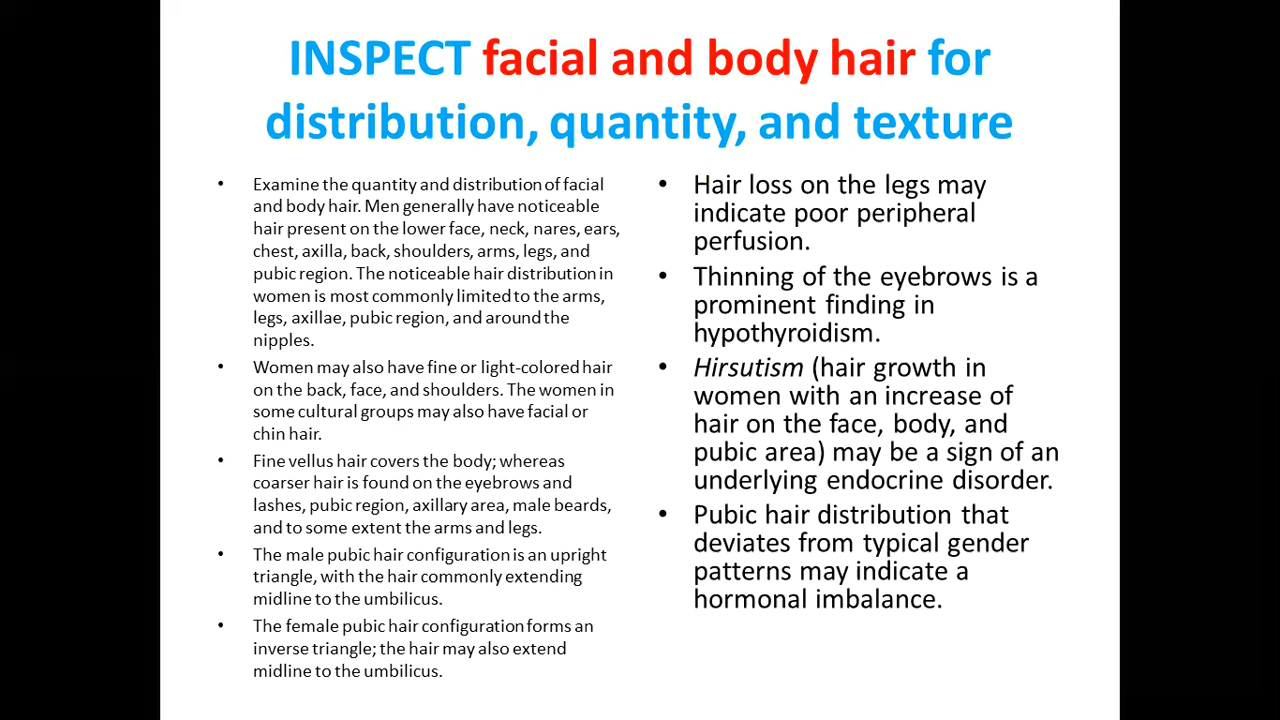 INSPECT facial and body hair for
distribution, quantity, and texture
• Examine the quantity and distribution of facial
and body hair. Men generally have noticeable
hair present on the lower face, neck, nares, ears,
chest, axilla, back, shoulders, arms, legs, and
pubic region. The noticeable hair distribution in
women is most commonly limited to the arms,
legs, axillae, pubic region, and around the
nipples.
• Women may also have fine or light-colored hair
on the back, face, and shoulders. The women in
some cultural groups may also have facial or
chin hair.
• Fine vellus hair covers the body; whereas
coarser hair is found on the eyebrows and
lashes, pubic region, axillary area, male beards,
and to some extent the arms and legs.
• The male pubic hair configuration is an upright
triangle, with the hair commonly extending
midline to the umbilicus.
• The female pubic hair configuration forms an
inverse triangle; the hair may also extend
midline to the umbilicus.
• Hair loss on the legs may
indicate poor peripheral
perfusion.
• Thinning of the eyebrows is a
prominent finding in
hypothyroidism.
• Hirsutism (hair growth in
women with an increase of
hair on the face, body, and
pubic area) may be a sign of an
underlying endocrine disorder.
• Pubic hair distribution that
deviates from typical gender
patterns may indicate a
hormonal imbalance.